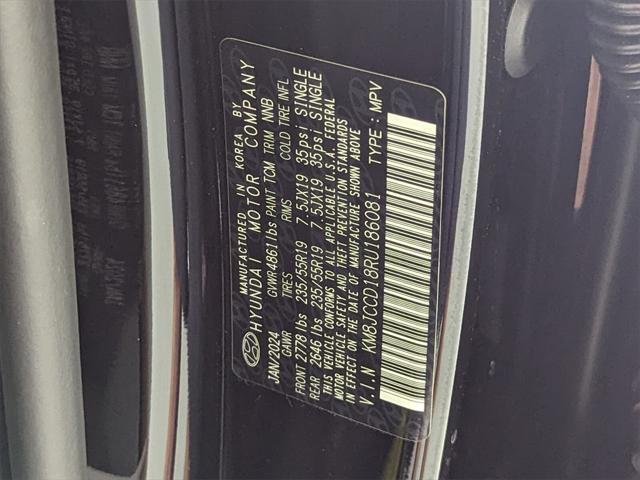 MANUFACTURED IN KOREA BY
HYUNDAI MOTOR COMPANY
JAN/2024 GVWR4861lbs PAINT TCM TRIM NNB
GAWR TIRES RIMS COLD TIRE INFL
FRONT 2778 lbs 235/55R19 7.5JX19 35psi SINGLE
REAR 2646 lbs 235/55R19 7.5JX19 35psi SINGLE
THIS VEHICLE CONFORMS TO ALL APPLICABLE U.S.A. FEDERAL
MOTOR VEHICLE SAFETY AND THEFT PREVENTION STANDARDS
IN EFFECT ON THE DATE OF MANUFACTURE SHOWN ABOVE
V.I.N KM8JCCD18RU186081 TYPE: MPV